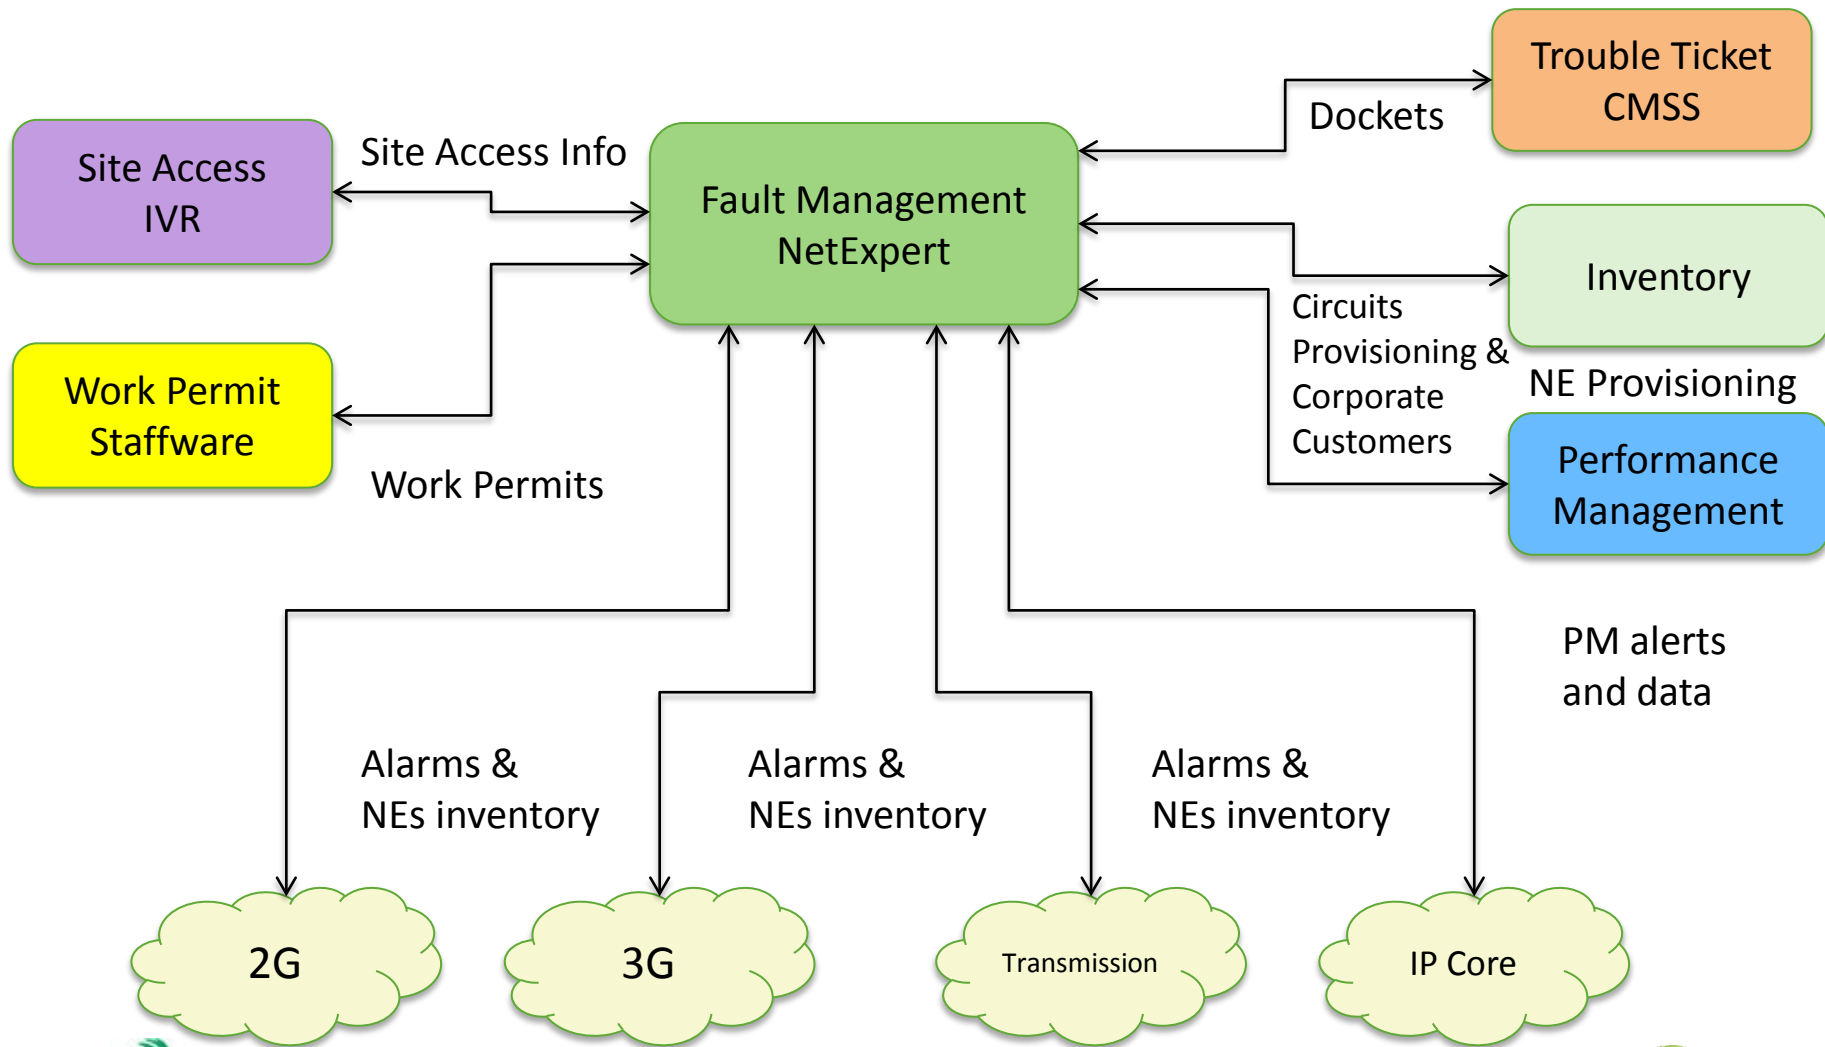 Trouble Ticket
CMSS
Dockets
Site Access
IVR
Site Access Info
Fault Management
NetExpert
Inventory
Circuits
Provisioning &
Corporate
Customers
NE Provisioning
Work Permit
Staffware
Work Permits
Performance
Management
PM alerts
and data
Alarms &
NEs inventory
Alarms &
NEs inventory
Alarms &
NEs inventory
2G
3G
Transmission
IP Core